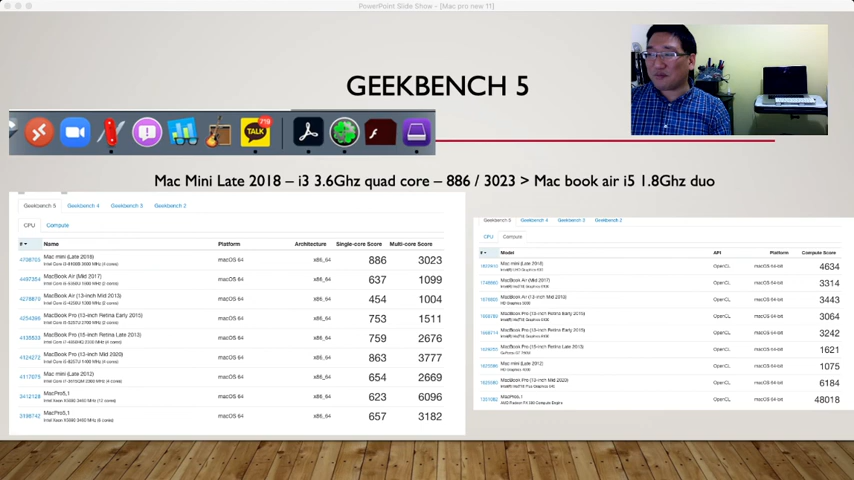 PowerPoint Slide Show - [Mac pro new 11]
GEEKBENCH 5
719
TALK
Mac Mini Late 2018 – i3 3.6Ghz quad core – 886 / 3023 > Mac book air i5 1.8Ghz duo
Geekbench 5 Geekbench 4 Geekbench 3 Geekbench 2
CPU Compute
# Name Platform Architecture Single-core Score Multi-core Score
Mac mini (Late 2018) macOS 64 x86_64 886 3023
MacBook Air (Mid 2017) macOS 64 x86_64 637 1099
MacBook Air (13-inch Mid 2013) macOS 64 x86_64 454 1004
MacBook Pro (13-inch Retina Early 2015) macOS 64 x86_64 753 1511
MacBook Pro (15-inch Retina Late 2013) macOS 64 x86_64 759 2676
MacBook Pro (13-inch Mid 2020) macOS 64 x86_64 863 3777
Mac mini (Late 2012) macOS 64 x86_64 654 2669
MacPro5,1 macOS 64 x86_64 623 6096
MacPro5,1 macOS 64 x86_64 657 3182
Geekbench 5 Geekbench 4 Geekbench 3 Geekbench 2
CPU Compute
# Model API Platform Compute Score
Mac mini (Late 2018) OpenCL macOS 64-bit 4634
MacBook Air (Mid 2017) OpenCL macOS 64-bit 3314
MacBook Air (13-inch Mid 2013) OpenCL macOS 64-bit 3443
MacBook Pro (13-inch Retina Early 2015) OpenCL macOS 64-bit 3064
MacBook Pro (15-inch Retina Late 2013) OpenCL macOS 64-bit 3242
MacBook Pro (15-inch Retina Late 2013) OpenCL macOS 64-bit 1621
Mac mini (Late 2012) OpenCL macOS 64-bit 1075
MacBook Pro (13-inch Mid 2020) OpenCL macOS 64-bit 6184
MacPro5,1 OpenCL macOS 64-bit 48018